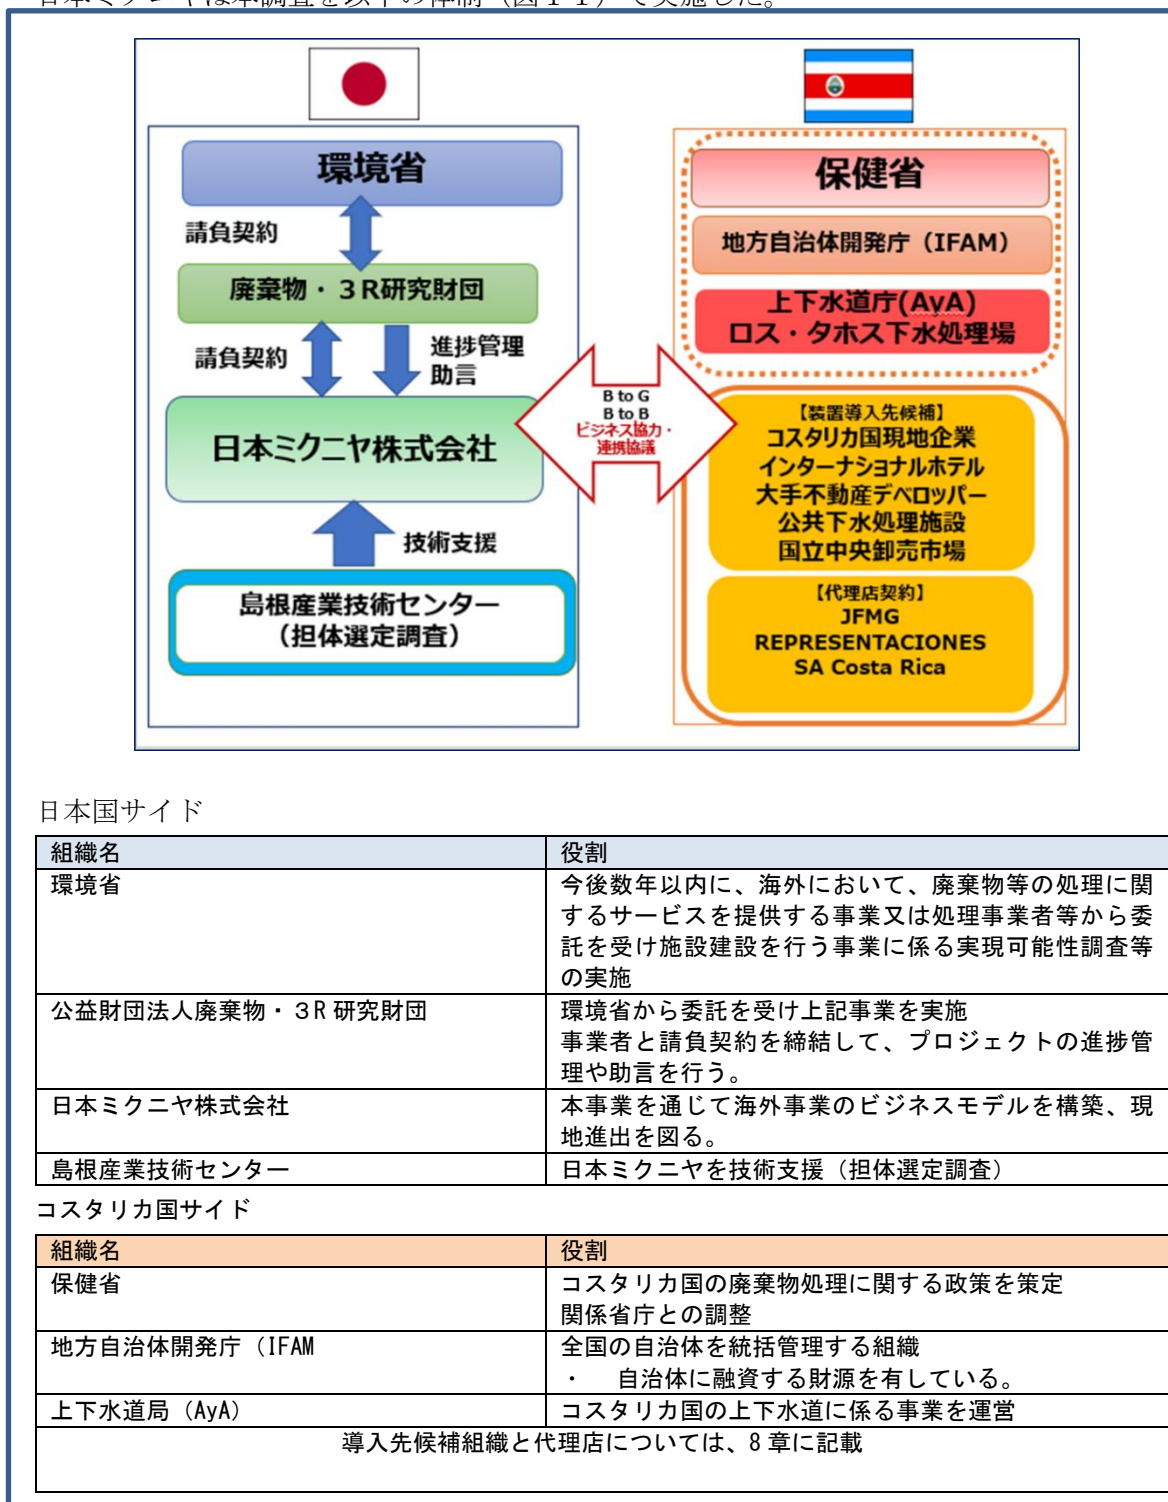 日本ミクニヤは本調査を以下の体制（図１１）で実施した。
環境省
請負契約
廃棄物・３R研究財団
請負契約
進捗管理
助言
日本ミクニヤ株式会社
技術支援
島根産業技術センター
（担体選定調査）
B to G
B to B
ビジネス協力・
連携協議
保健省
地方自治体開発庁（IFAM）
上下水道庁(AyA)
ロス・タホス下水処理場
【装置導入先候補】
コスタリカ国現地企業
インターナショナルホテル
大手不動産デベロッパー
公共下水処理施設
国立中央卸売市場
【代理店契約】
JFMG
REPRESENTACIONES
SA Costa Rica
日本国サイド
組織名
役割
環境省
今後数年以内に、海外において、廃棄物等の処理に関
するサービスを提供する事業又は処理事業者等から委
託を受け施設建設を行う事業に係る実現可能性調査等
の実施
公益財団法人廃棄物・３R 研究財団
環境省から委託を受け上記事業を実施
事業者と請負契約を締結して、プロジェクトの進捗管
理や助言を行う。
日本ミクニヤ株式会社
本事業を通じて海外事業のビジネスモデルを構築、現
地進出を図る。
島根産業技術センター
日本ミクニヤを技術支援（担体選定調査）
コスタリカ国サイド
組織名
役割
保健省
コスタリカ国の廃棄物処理に関する政策を策定
関係省庁との調整
地方自治体開発庁（IFAM
全国の自治体を統括管理する組織
・　自治体に融資する財源を有している。
上下水道局（AyA）
コスタリカ国の上下水道に係る事業を運営
導入先候補組織と代理店については、8 章に記載